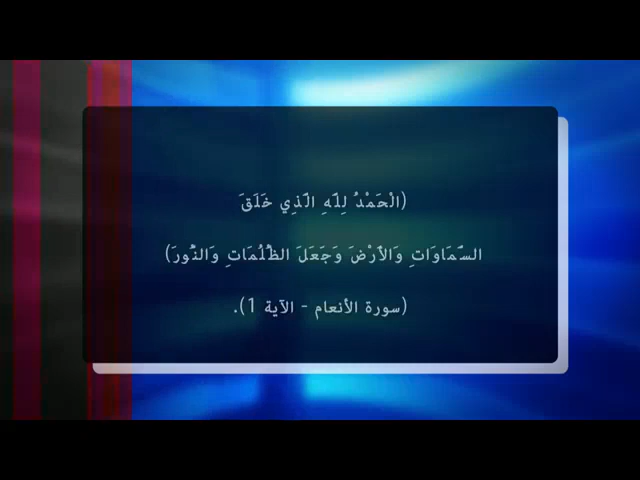 (الْحَمْدُ لِلَّهِ الَّذِي خَلَقَ
السَّمَاوَاتِ وَالْأَرْضَ وَجَعَلَ الظُّلُمَاتِ وَالنُّورَ)
(سورة الأنعام - الآية 1).